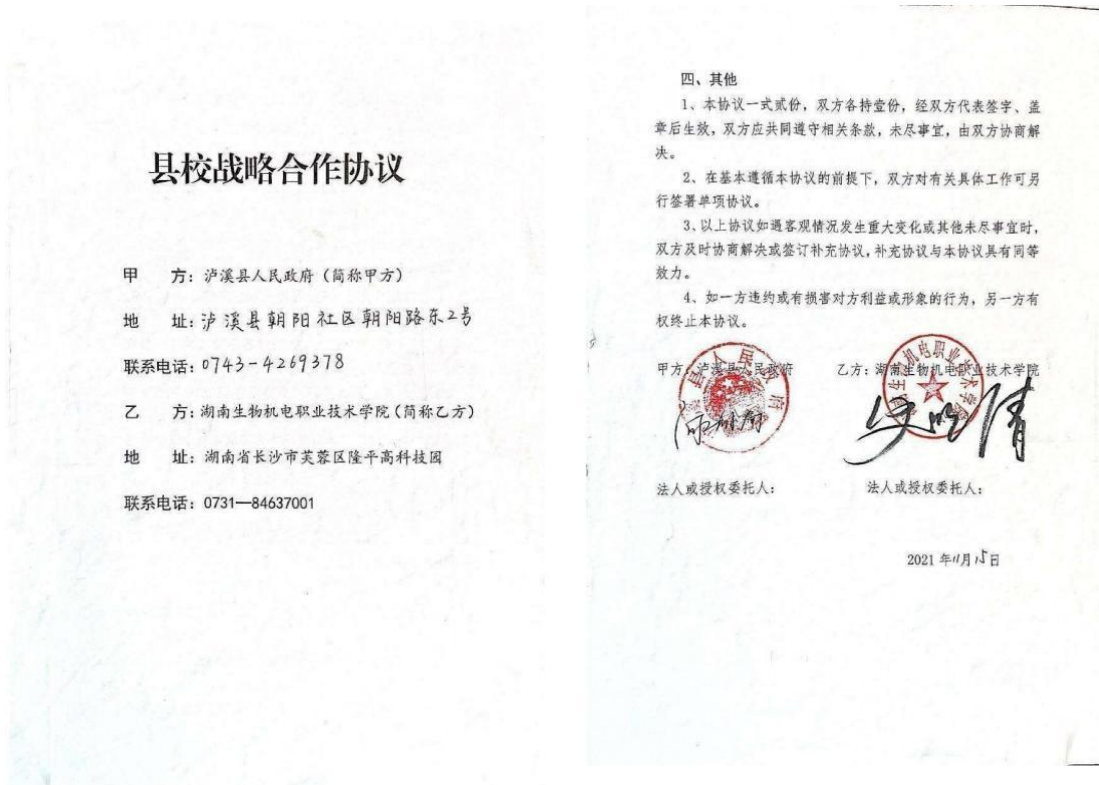 县校战略合作协议
甲 方：泸溪县人民政府（简称甲方）
地 址：泸溪县朝阳社区朝阳路东2号
联系电话：0743-4269378
乙 方：湖南生物机电职业技术学院（简称乙方）
地 址：湖南省长沙市芙蓉区隆平高科技园
联系电话：0731—84637001
四、其他
1、本协议一式贰份，双方各持壹份，经双方代表签字、盖
章后生效，双方应共同遵守相关条款，未尽事宜，由双方协商解
决。
2、在基本遵循本协议的前提下，双方对有关具体工作可另
行签署单项协议。
3、以上协议如遇客观情况发生重大变化或其他未尽事宜时，
双方及时协商解决或签订补充协议，补充协议与本协议具有同等
效力。
4、如一方违约或有损害对方利益或形象的行为，另一方有
权终止本协议。
甲方：泸溪县人民政府 乙方：湖南生物机电职业技术学院
法人或授权委托人： 法人或授权委托人：
2021 年11月15日